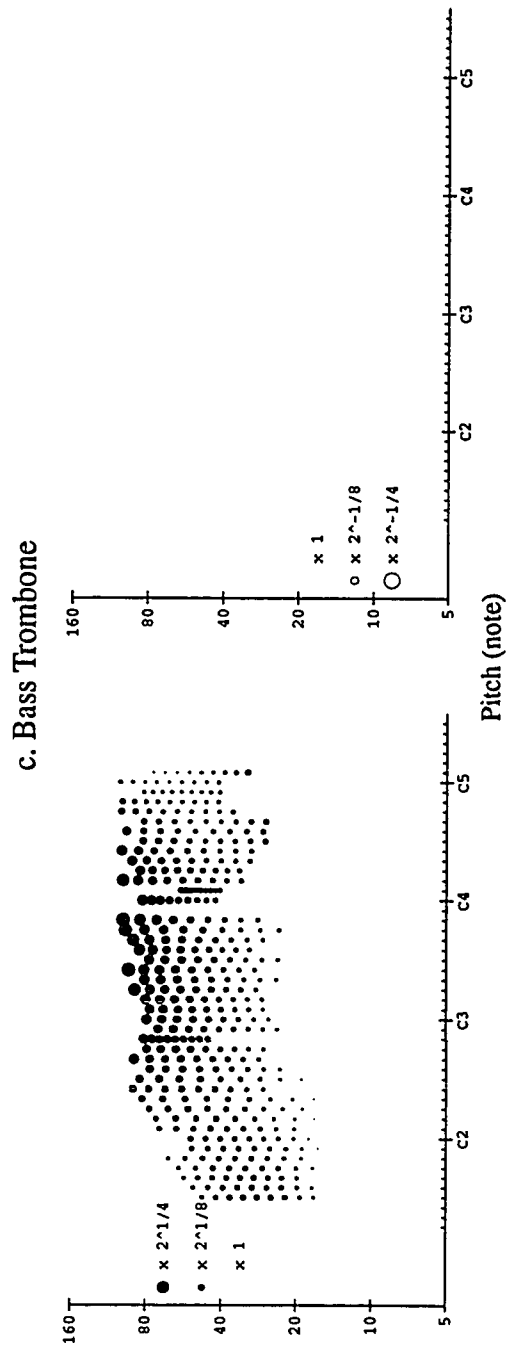 c. Bass Trombone
160
80
40
20
10
5
× 2^1/4
× 2^1/8
× 1
C2
C3
C4
C5
160
80
40
20
10
5
× 1
× 2^-1/8
× 2^-1/4
C2
C3
C4
C5
Pitch (note)